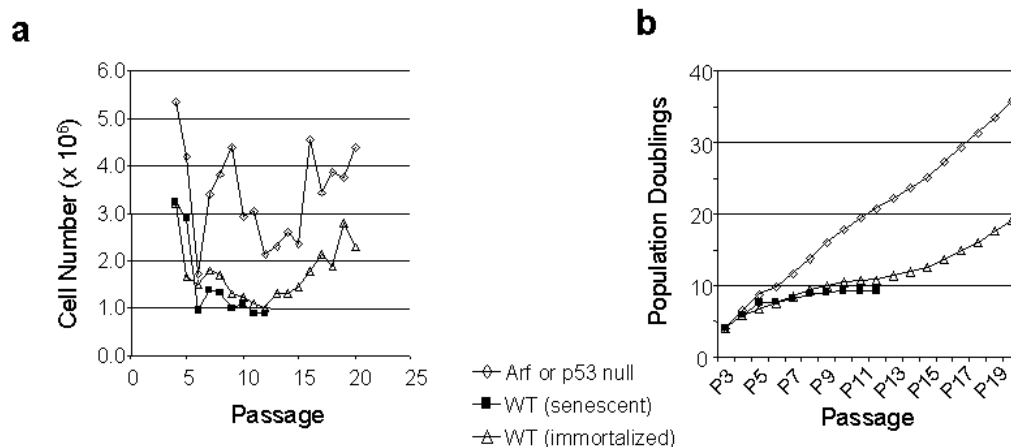 a
Cell Number (x 10⁶)
6.0
5.0
4.0
3.0
2.0
1.0
0.0
0 5 10 15 20 25
Passage
Arf or p53 null
WT (senescent)
WT (immortalized)
b
Population Doublings
40
30
20
10
0
P3 P5 P7 P9 P11 P13 P15 P17 P19
Passage